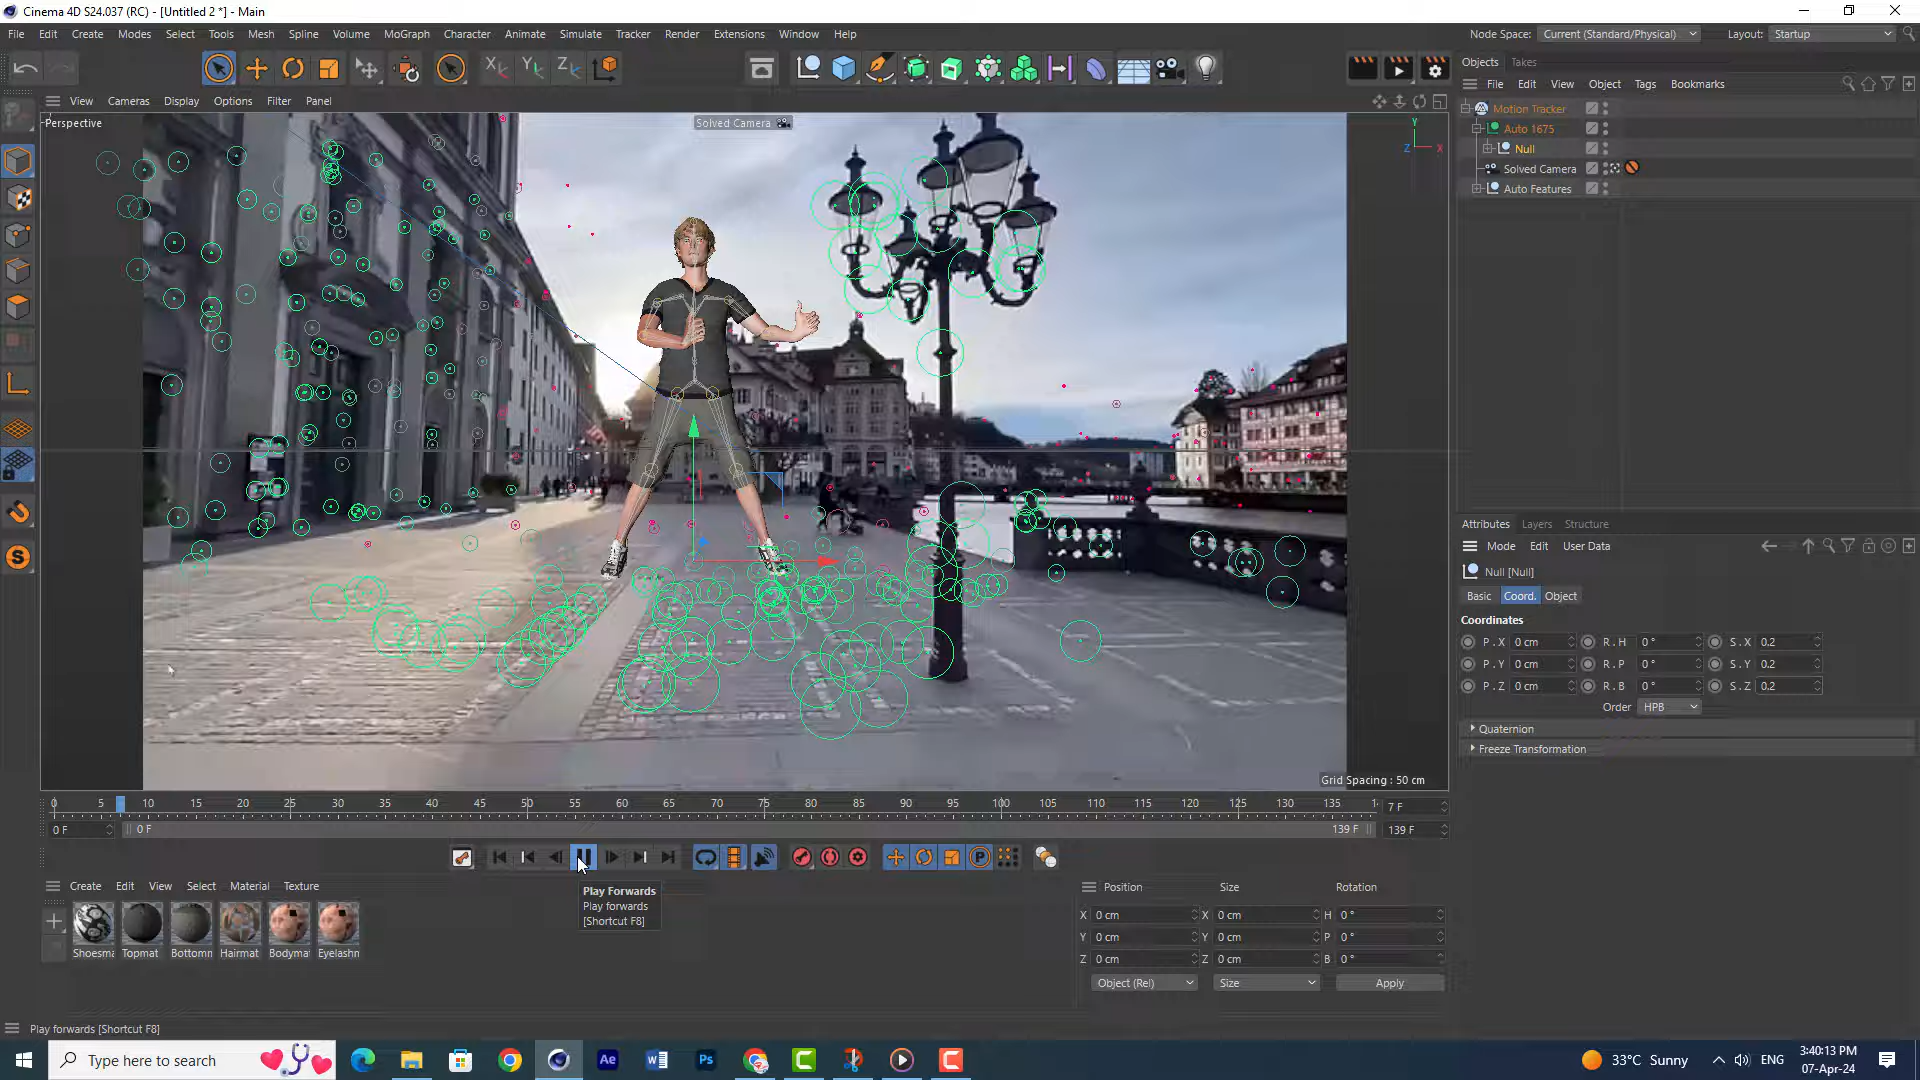 Cinema 4D S24.037 (RC) - [Untitled 2 *] - Main
File Edit Create Modes Select Tools Mesh Spline Volume MoGraph Character Animate Simulate Tracker Render Extensions Window Help
Node Space: Current (Standard/Physical) Layout: Startup
Objects Takes
File Edit View Object Tags Bookmarks
View Cameras Display Options Filter Panel
Perspective
Solved Camera
Y
Z X
Motion Tracker
Auto 1675
Null
Solved Camera
Auto Features
Attributes Layers Structure
Mode Edit User Data
Null [Null]
Basic Coord. Object
Coordinates
P . X 0 cm R . H 0 ° S . X 0.2
P . Y 0 cm R . P 0 ° S . Y 0.2
P . Z 0 cm R . B 0 ° S . Z 0.2
Order HPB
Quaternion
Freeze Transformation
Grid Spacing : 50 cm
0 5 10 15 20 25 30 35 40 45 50 55 60 65 70 75 80 85 90 95 100 105 110 115 120 125 130 135 7 F
0 F 0 F 139 F 139 F
Play Forwards
Play forwards
[Shortcut F8]
Create Edit View Select Material Texture
Shoesma Topmat Bottomn Hairmat Bodymat Eyelashn
Position Size Rotation
X 0 cm X 0 cm H 0 °
Y 0 cm Y 0 cm P 0 °
Z 0 cm Z 0 cm B 0 °
Object (Rel) Size Apply
Play forwards [Shortcut F8]
Type here to search
33°C Sunny
ENG
3:40:13 PM
07-Apr-24